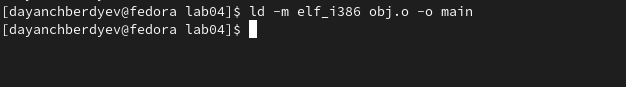 [dayanchberdyev@fedora lab04]$ ld -m elf_i386 obj.o -o main
[dayanchberdyev@fedora lab04]$